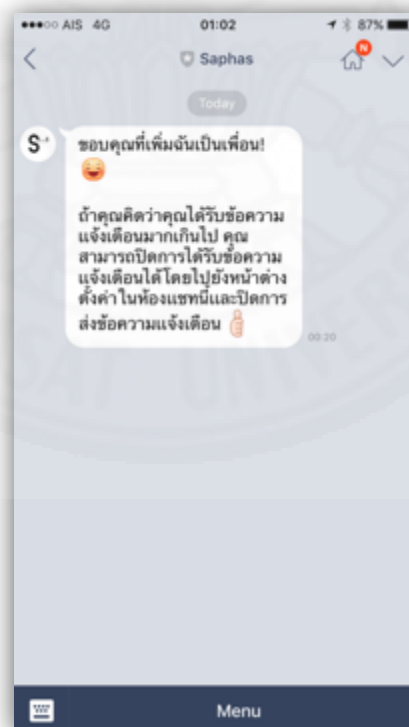 AIS 4G 01:02 87%
Saphas
N
Today
S
ขอบคุณที่เพิ่มฉันเป็นเพื่อน!
ถ้าคุณคิดว่าคุณได้รับข้อความ
แจ้งเตือนมากเกินไป คุณ
สามารถปิดการได้รับข้อความ
แจ้งเตือนได้โดยไปยังหน้าต่าง
ตั้งค่าในห้องแชทนี้และปิดการ
ส่งข้อความแจ้งเตือน
00:20
Menu